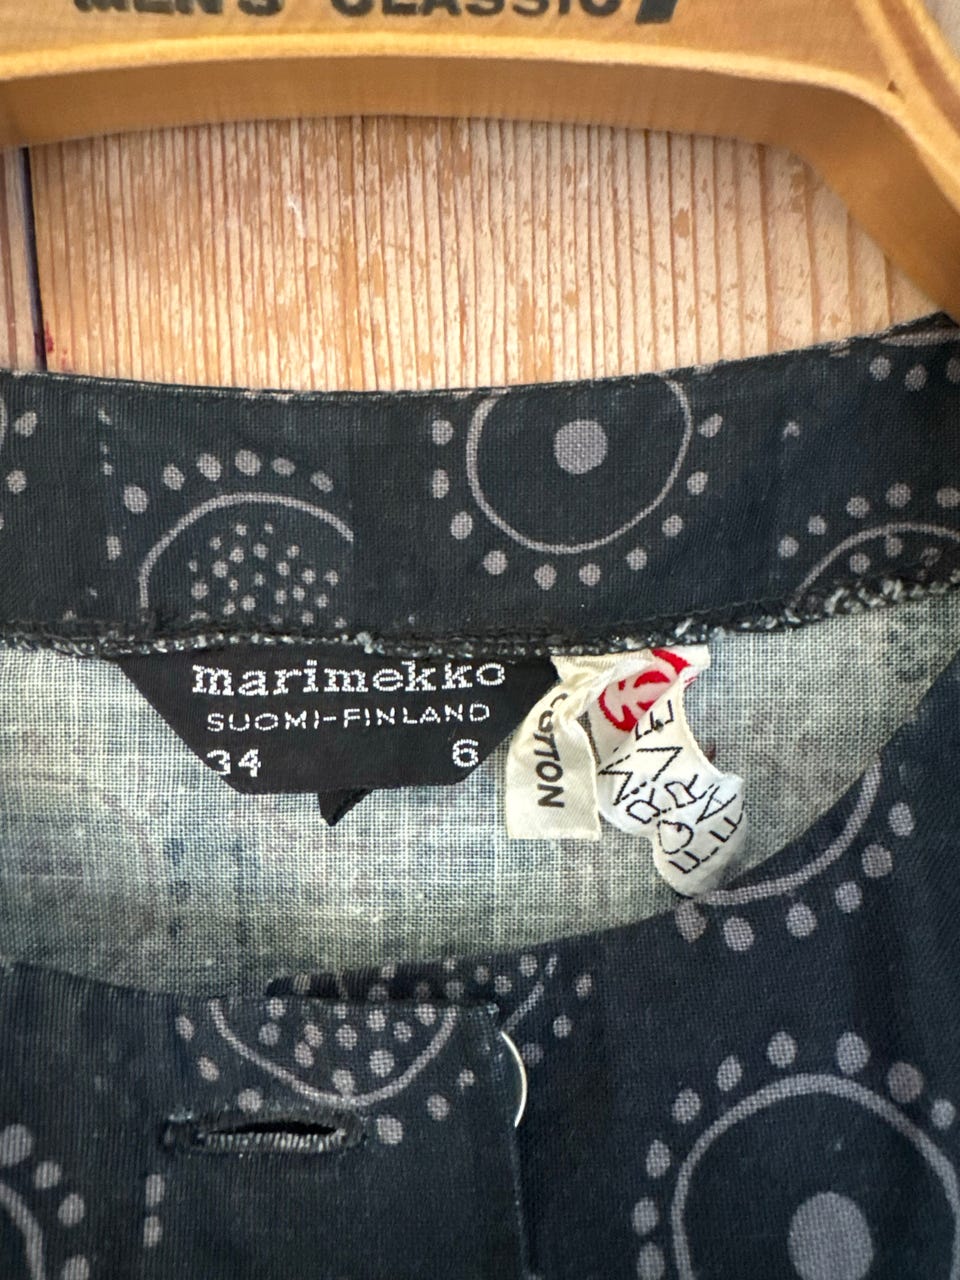 MEN'S CLASSIC
marimekko
SUOMI-FINLAND
34 6
COTTON